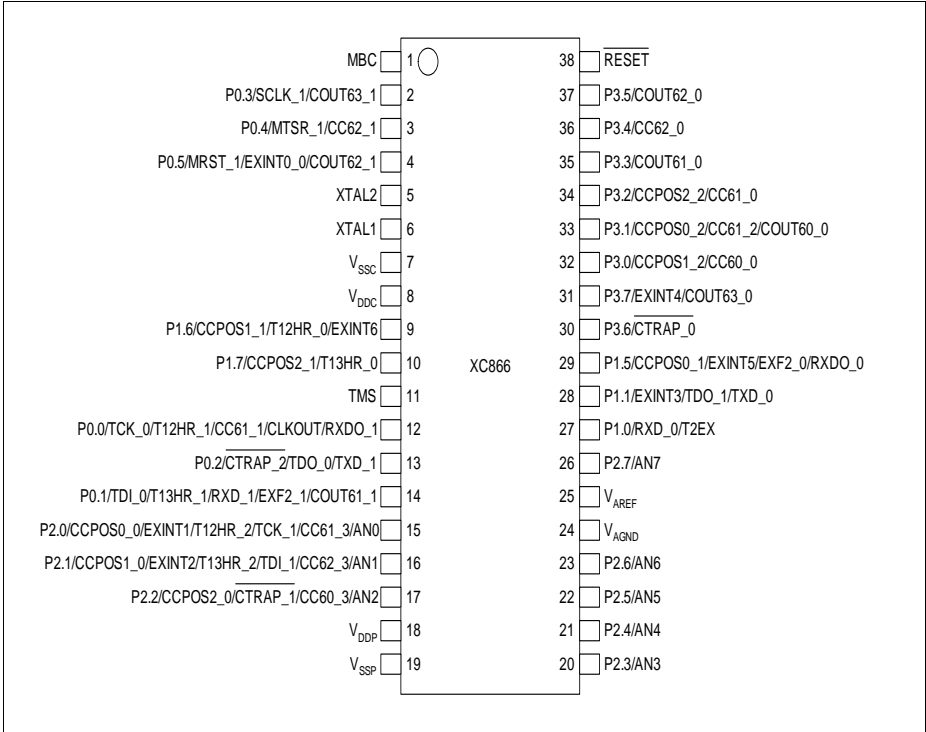 MBC 1 38 RESET
P0.3/SCLK_1/COUT63_1 2 37 P3.5/COUT62_0
P0.4/MTSR_1/CC62_1 3 36 P3.4/CC62_0
P0.5/MRST_1/EXINT0_0/COUT62_1 4 35 P3.3/COUT61_0
XTAL2 5 34 P3.2/CCPOS2_2/CC61_0
XTAL1 6 33 P3.1/CCPOS0_2/CC61_2/COUT60_0
VSSC 7 32 P3.0/CCPOS1_2/CC60_0
VDDC 8 31 P3.7/EXINT4/COUT63_0
P1.6/CCPOS1_1/T12HR_0/EXINT6 9 30 P3.6/CTRAP_0
P1.7/CCPOS2_1/T13HR_0 10 XC866 29 P1.5/CCPOS0_1/EXINT5/EXF2_0/RXDO_0
TMS 11 28 P1.1/EXINT3/TDO_1/TXD_0
P0.0/TCK_0/T12HR_1/CC61_1/CLKOUT/RXDO_1 12 27 P1.0/RXD_0/T2EX
P0.2/CTRAP_2/TDO_0/TXD_1 13 26 P2.7/AN7
P0.1/TDI_0/T13HR_1/RXD_1/EXF2_1/COUT61_1 14 25 VAREF
P2.0/CCPOS0_0/EXINT1/T12HR_2/TCK_1/CC61_3/AN0 15 24 VAGND
P2.1/CCPOS1_0/EXINT2/T13HR_2/TDI_1/CC62_3/AN1 16 23 P2.6/AN6
P2.2/CCPOS2_0/CTRAP_1/CC60_3/AN2 17 22 P2.5/AN5
VDDP 18 21 P2.4/AN4
VSSP 19 20 P2.3/AN3